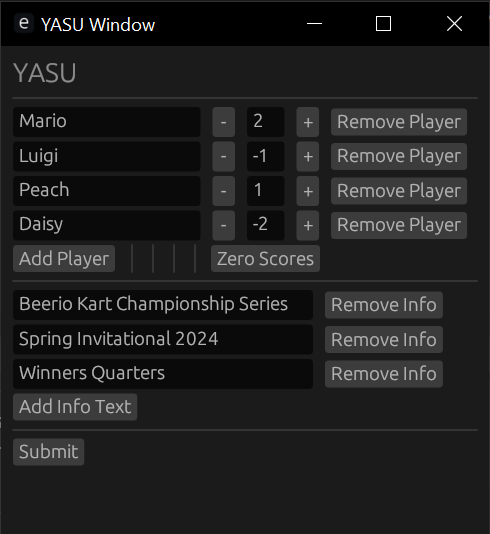 e YASU Window
YASU
Mario - 2 + Remove Player
Luigi - -1 + Remove Player
Peach - 1 + Remove Player
Daisy - -2 + Remove Player
Add Player Zero Scores
Beerio Kart Championship Series Remove Info
Spring Invitational 2024 Remove Info
Winners Quarters Remove Info
Add Info Text
Submit